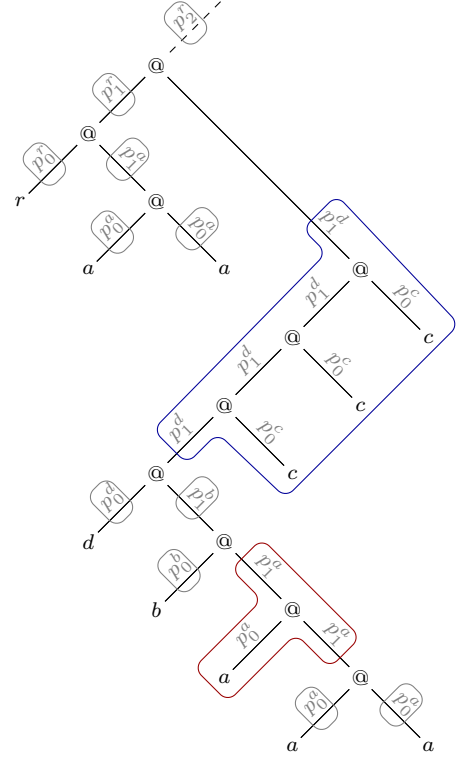 p_2^r
@
p_1^r
@
p_0^r p_1^a
r @
p_0^a p_0^a
a a
p_1^d
@
p_1^d p_0^c
@ c
p_1^d p_0^c
@ c
p_1^d p_0^c
@ c
p_0^d p_1^b
d @
p_0^b p_1^a
b @
p_0^a p_1^a
a @
p_0^a p_0^a
a a